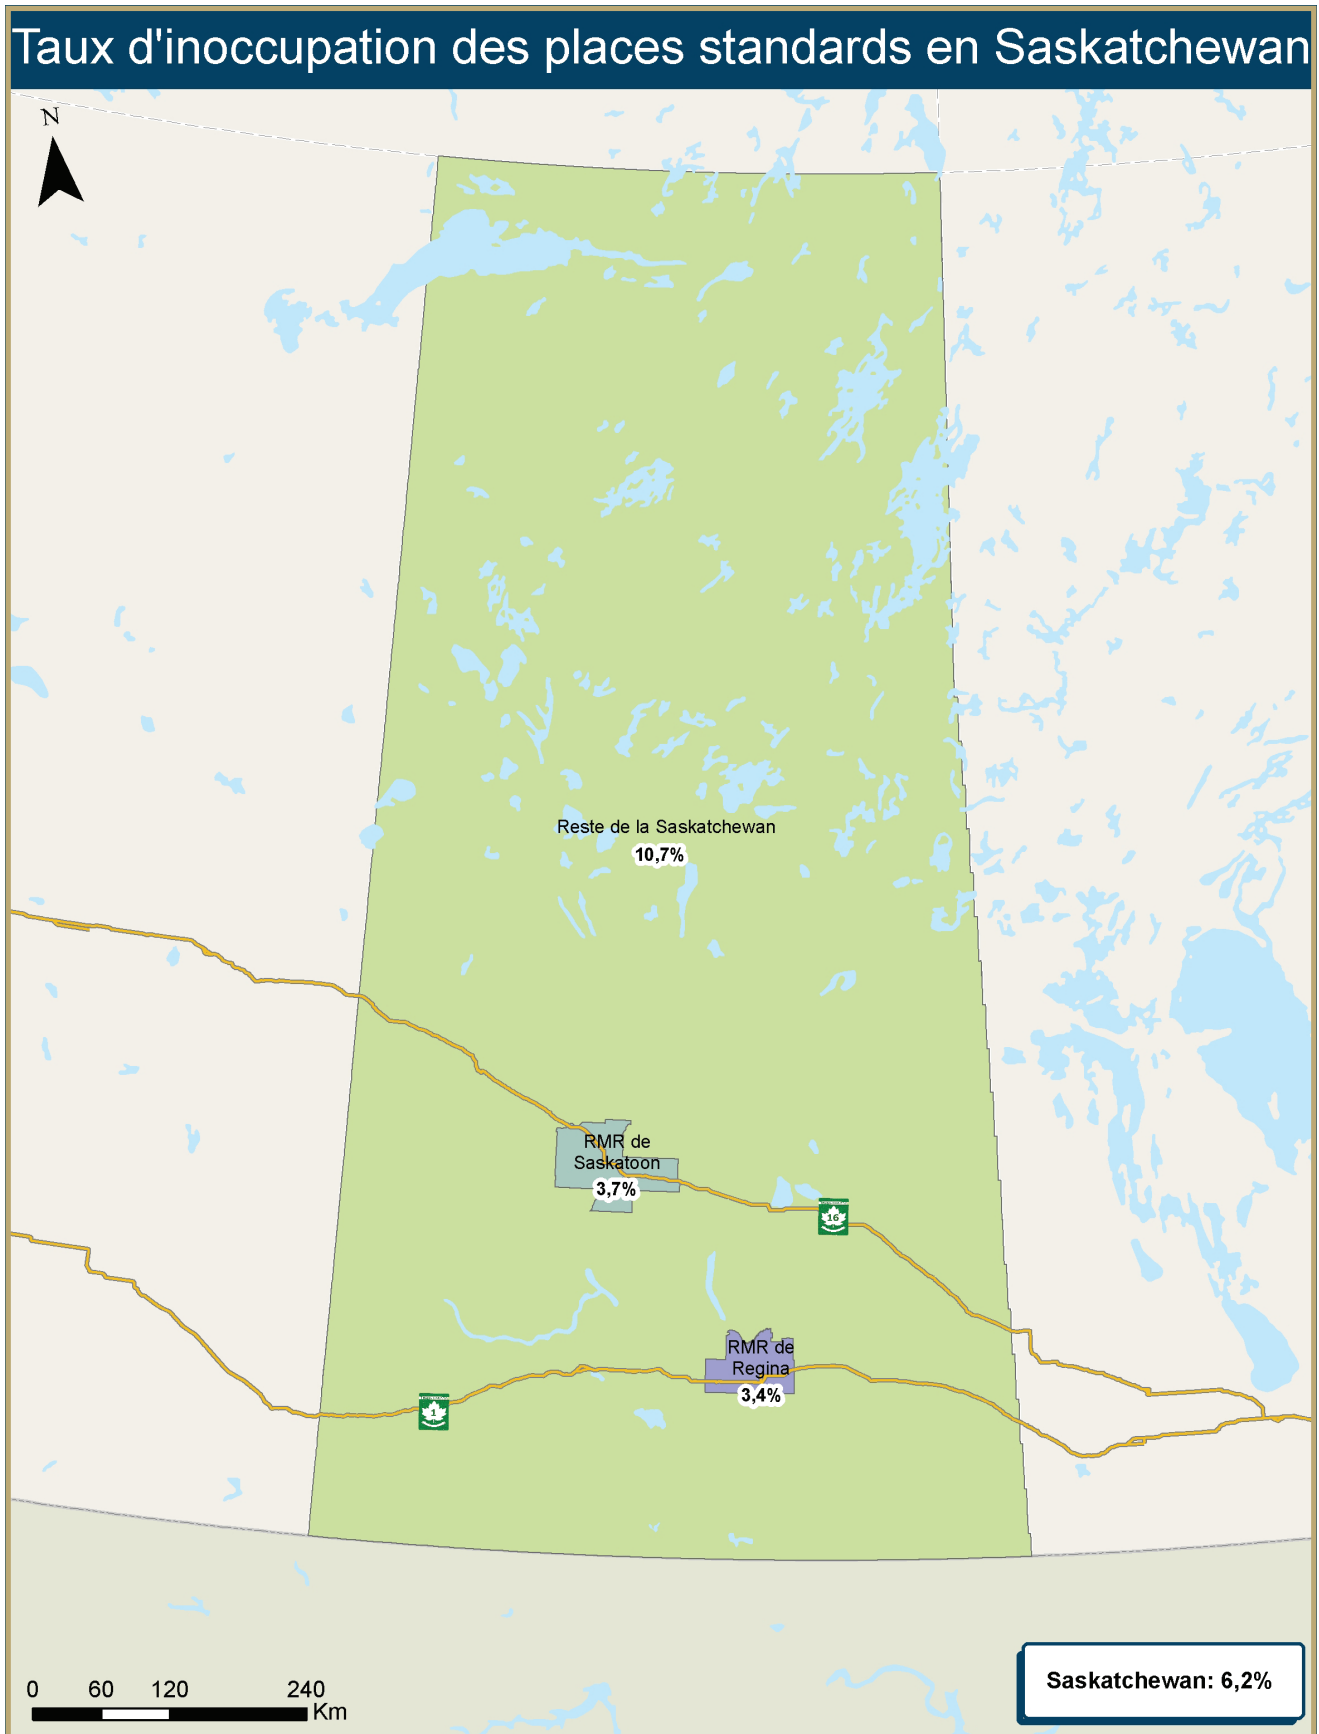 Taux d'inoccupation des places standards en Saskatchewan
N
Reste de la Saskatchewan
10,7%
RMR de
Saskatoon
3,7%
16
RMR de
Regina
3,4%
1
Saskatchewan: 6,2%
0 60 120 240
Km